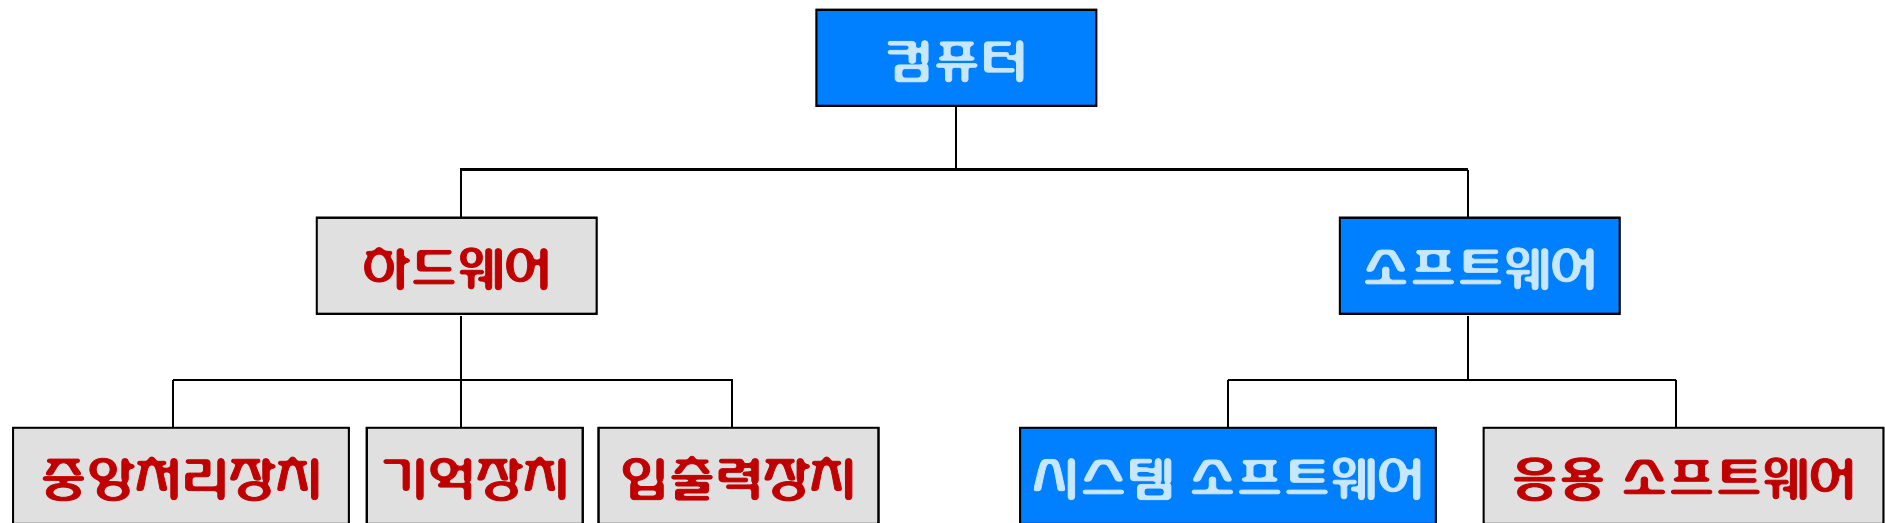 컴퓨터
하드웨어
소프트웨어
중앙처리장치
기억장치
입출력장치
시스템 소프트웨어
응용 소프트웨어